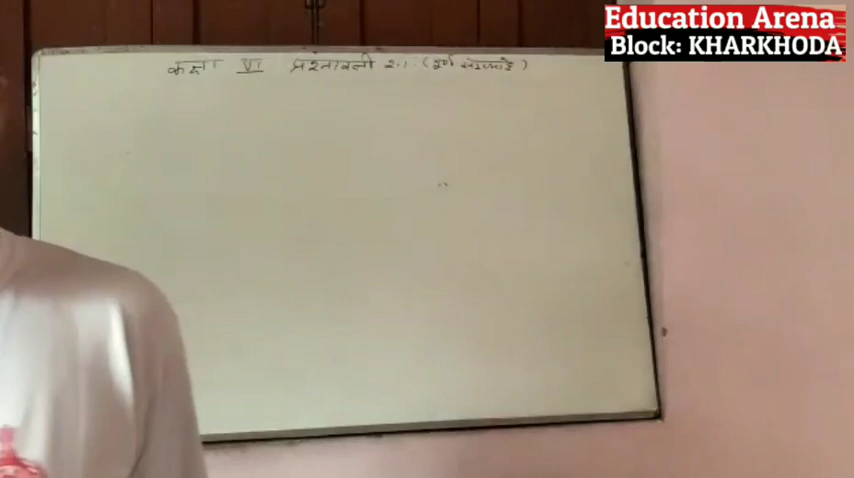 Education Arena
Block: KHARKHODA
कक्षा VI प्रश्नावली 2.1 (पूर्ण संख्याएं)